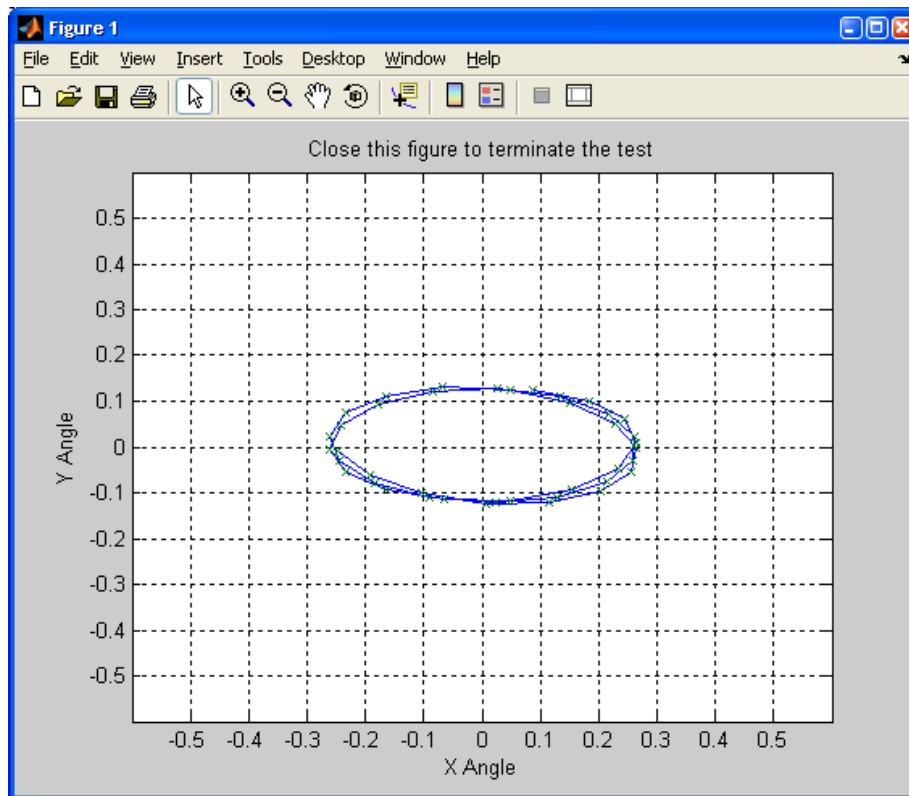 Figure 1
File Edit View Insert Tools Desktop Window Help
Close this figure to terminate the test
0.5
0.4
0.3
0.2
0.1
0
-0.1
-0.2
-0.3
-0.4
-0.5
Y Angle
-0.5 -0.4 -0.3 -0.2 -0.1 0 0.1 0.2 0.3 0.4 0.5
X Angle